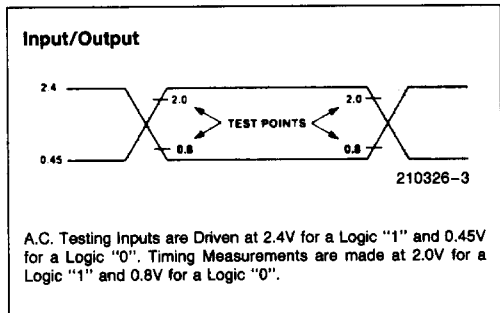 Input/Output
2.4
2.0
2.0
TEST POINTS
0.8
0.8
0.45
210326–3
A.C. Testing Inputs are Driven at 2.4V for a Logic "1" and 0.45V
for a Logic "0". Timing Measurements are made at 2.0V for a
Logic "1" and 0.8V for a Logic "0".